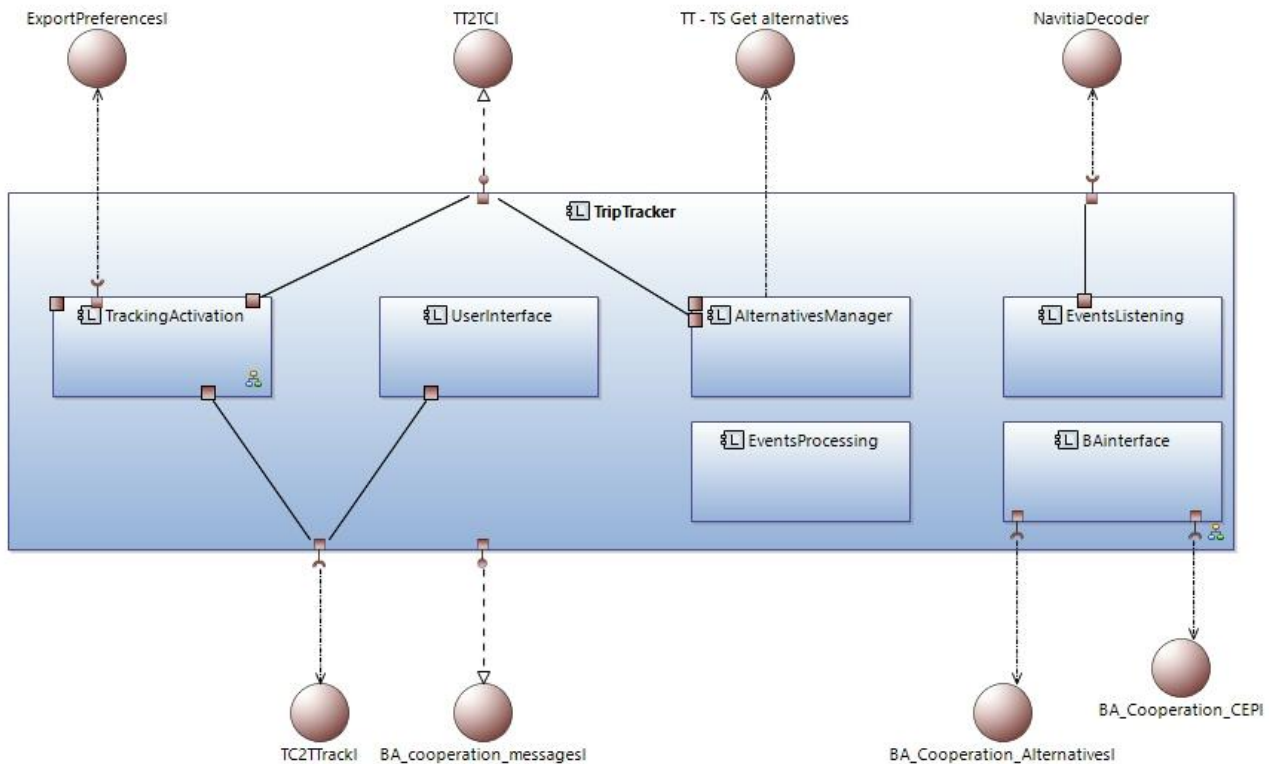 ExportPreferencesI
TT2TCI
TT - TS Get alternatives
NavitiaDecoder
L TripTracker
L TrackingActivation
L UserInterface
L AlternativesManager
L EventsListening
L EventsProcessing
L BAinterface
TC2TTrackI
BA_cooperation_messagesI
BA_Cooperation_AlternativesI
BA_Cooperation_CEPI